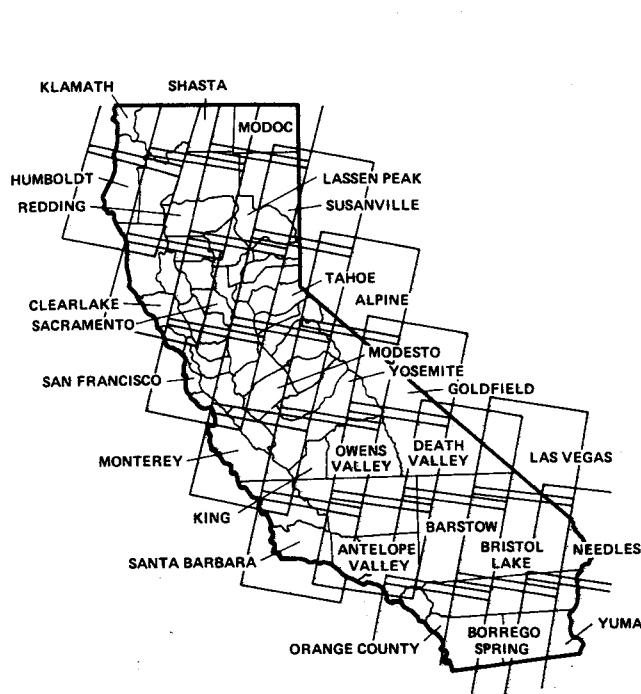 KLAMATH
SHASTA
MODOC
HUMBOLDT
REDDING
LASSEN PEAK
SUSANVILLE
TAHOE
ALPINE
CLEARLAKE
SACRAMENTO
MODESTO
YOSEMITE
SAN FRANCISCO
GOLDFIELD
MONTEREY
OWENS
VALLEY
DEATH
VALLEY
LAS VEGAS
KING
BARSTOW
SANTA BARBARA
ANTELOPE
VALLEY
BRISTOL
LAKE
NEEDLES
ORANGE COUNTY
BORREGO
SPRING
YUMA